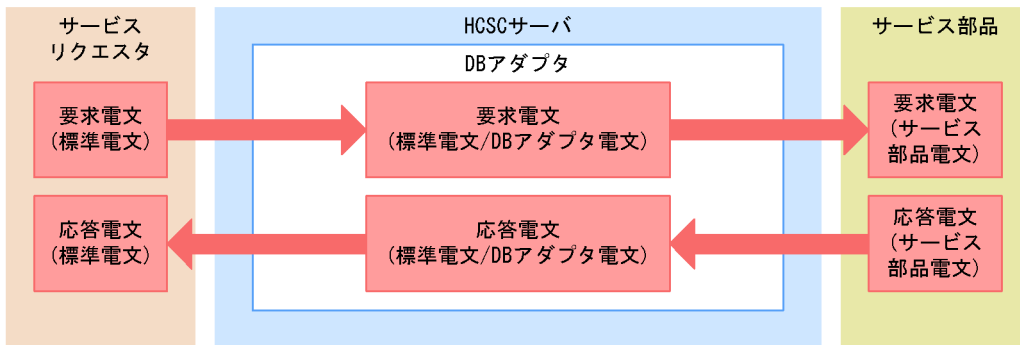 サービス
リクエスタ
HCSCサーバ
サービス部品
DBアダプタ
要求電文
(標準電文)
要求電文
(標準電文/DBアダプタ電文)
要求電文
(サービス
部品電文)
応答電文
(標準電文)
応答電文
(標準電文/DBアダプタ電文)
応答電文
(サービス
部品電文)